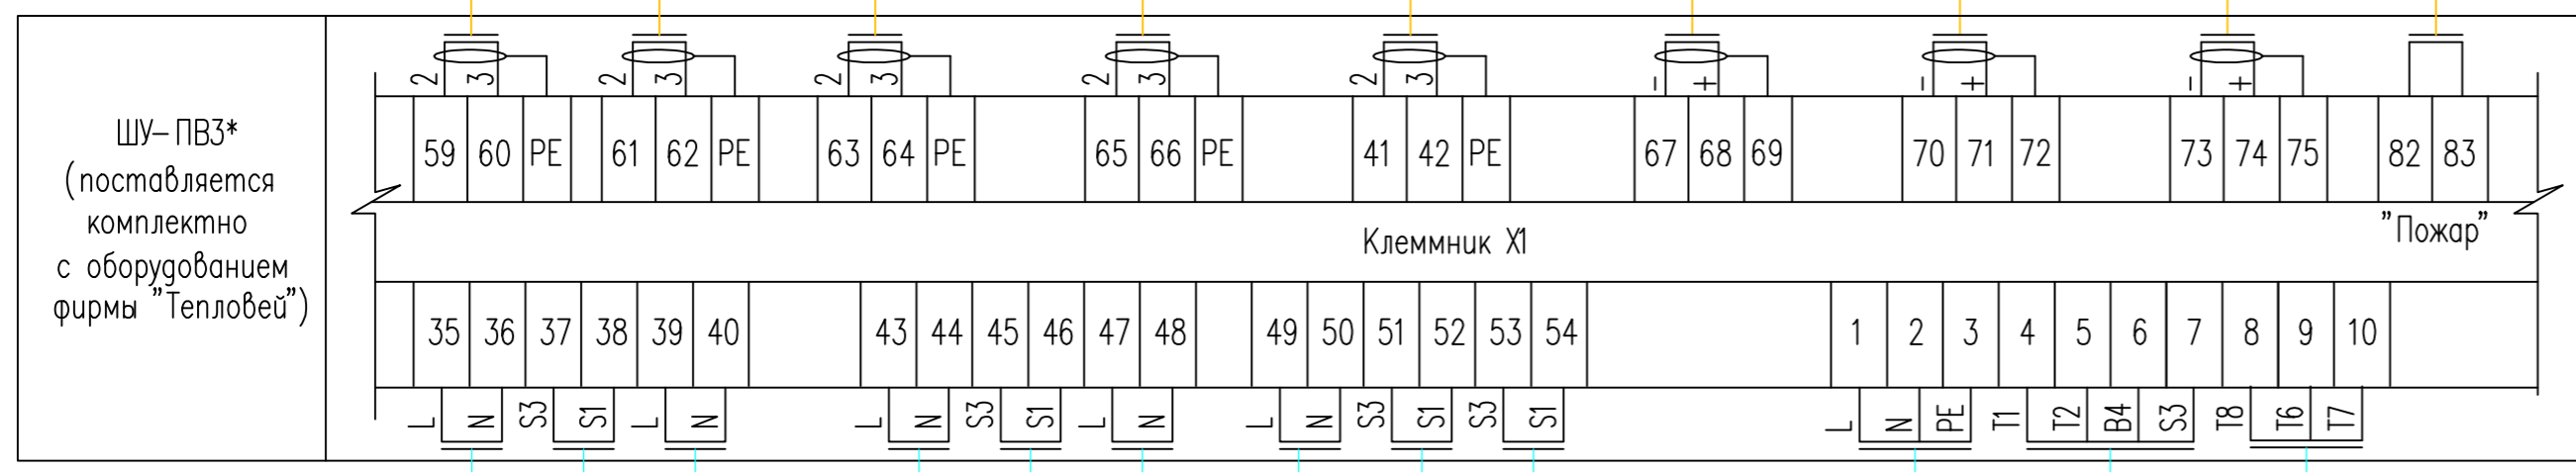 ШУ-ПВ3*
(поставляется
комплектно
с оборудованием
фирмы "Тепловей")
2 3 2 3 2 3 2 3 2 3 - + - + - +
59 60 PE 61 62 PE 63 64 PE 65 66 PE 41 42 PE 67 68 69 70 71 72 73 74 75 82 83
"Пожар"
Клеммник X1
35 36 37 38 39 40 43 44 45 46 47 48 49 50 51 52 53 54 1 2 3 4 5 6 7 8 9 10
L N S3 S1 L N L N S3 S1 L N L N S3 S1 S3 S1 L N PE T1 T2 B4 S3 T8 T6 T7